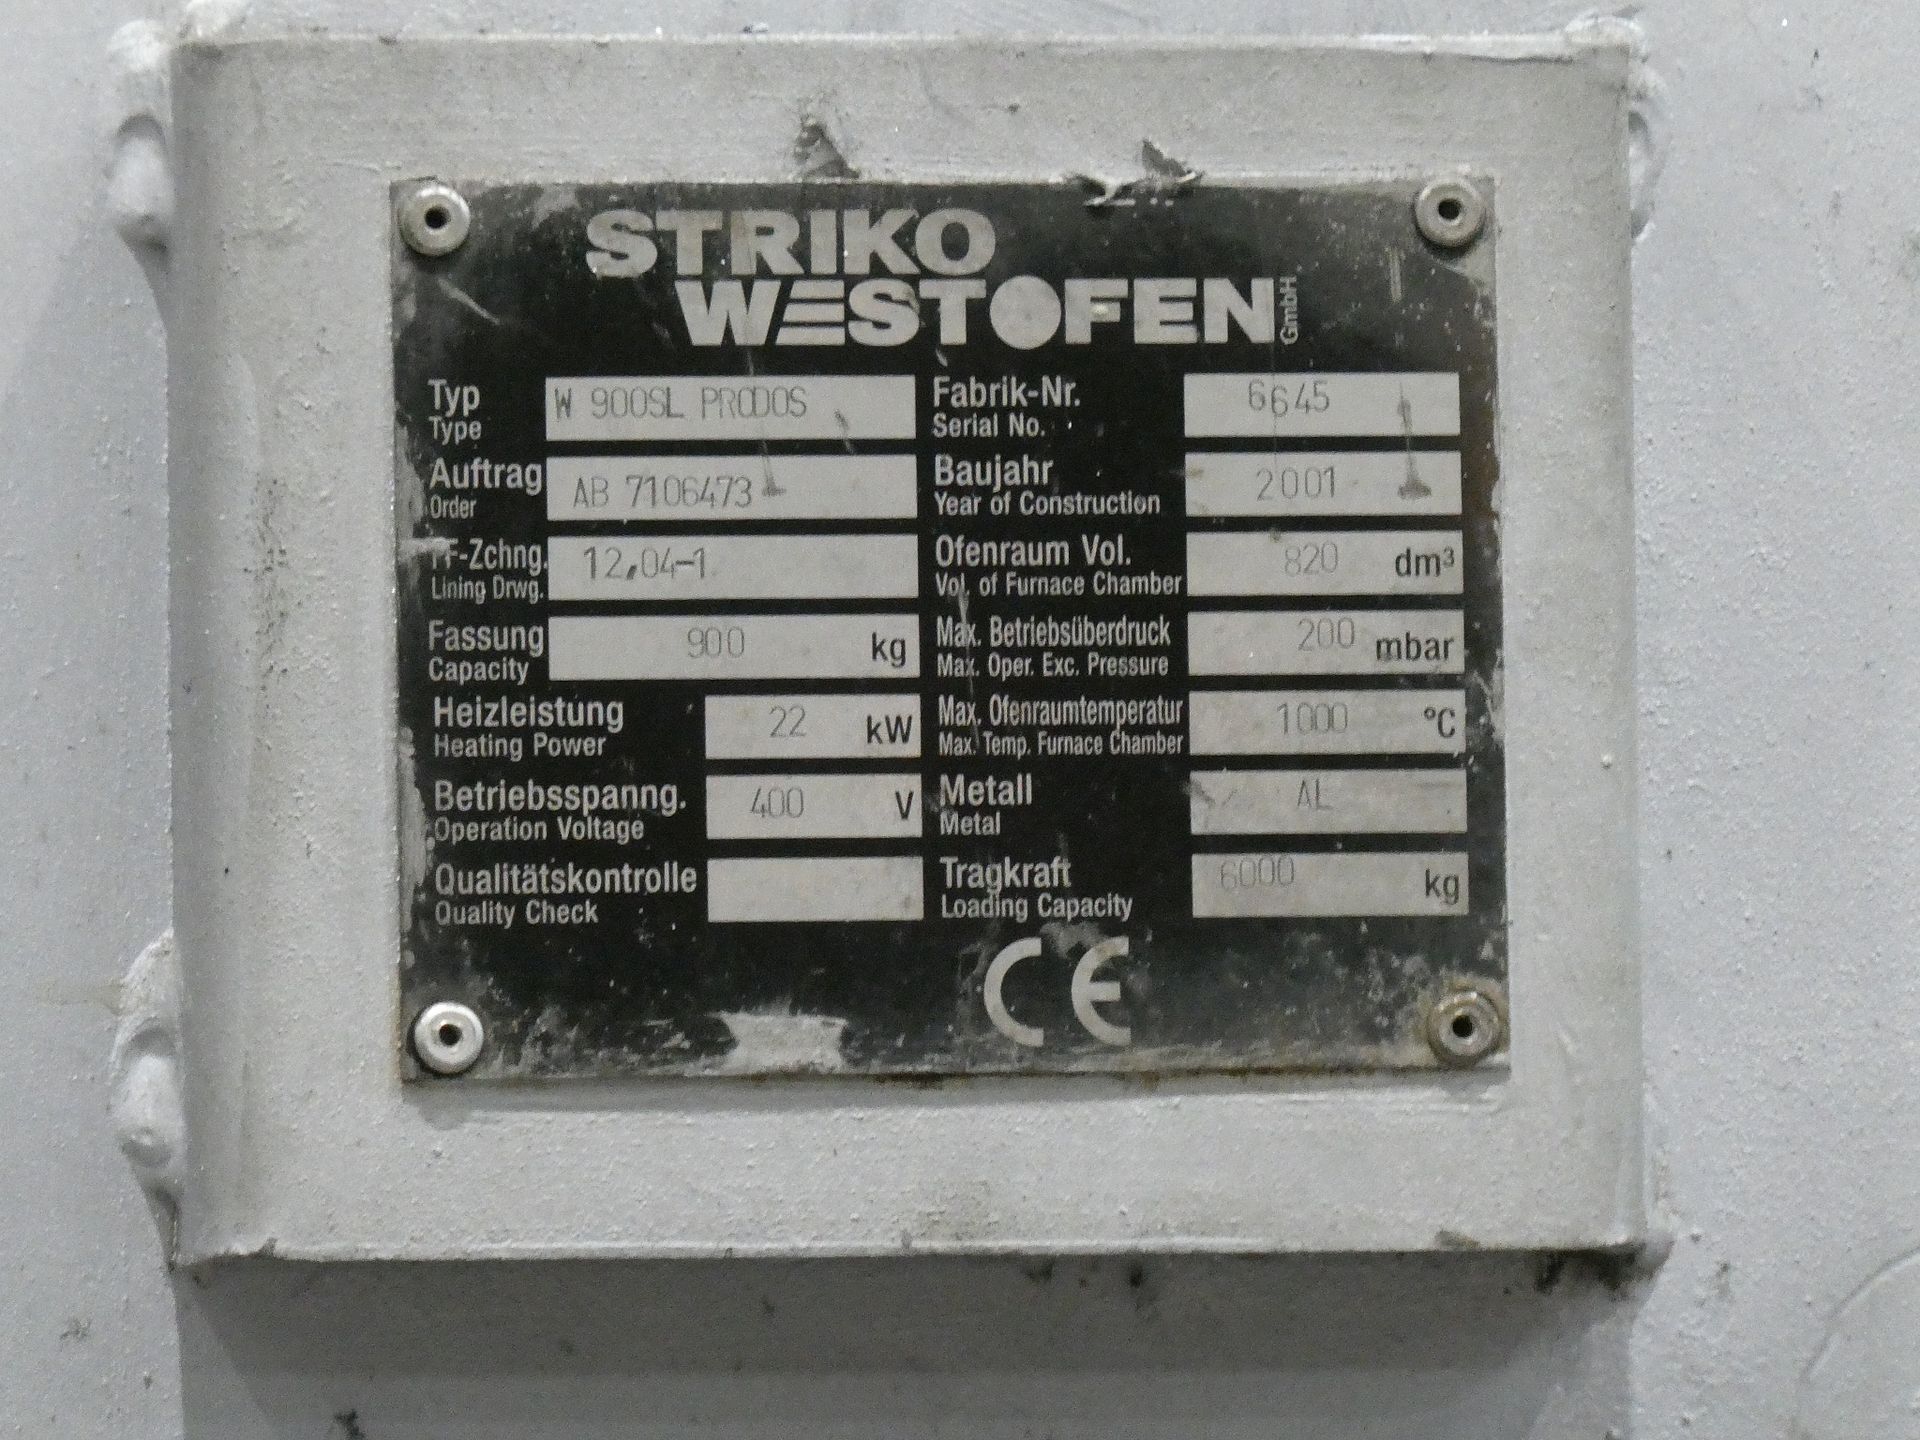 STRIKO
WESTOFEN GmbH
Typ W 900SL PRODOS Fabrik-Nr. 6645
Type Serial No.
Auftrag AB 7106473 Baujahr 2001
Order Year of Construction
FF-Zchng. 12,04-1 Ofenraum Vol. 820 dm³
Lining Drwg. Vol. of Furnace Chamber
Fassung 900 kg Max. Betriebsüberdruck 200 mbar
Capacity Max. Oper. Exc. Pressure
Heizleistung 22 kW Max. Ofenraumtemperatur 1000 °C
Heating Power Max. Temp. Furnace Chamber
Betriebsspanng. 400 V Metall AL
Operation Voltage Metal
Qualitätskontrolle Tragkraft 6000 kg
Quality Check Loading Capacity
CE